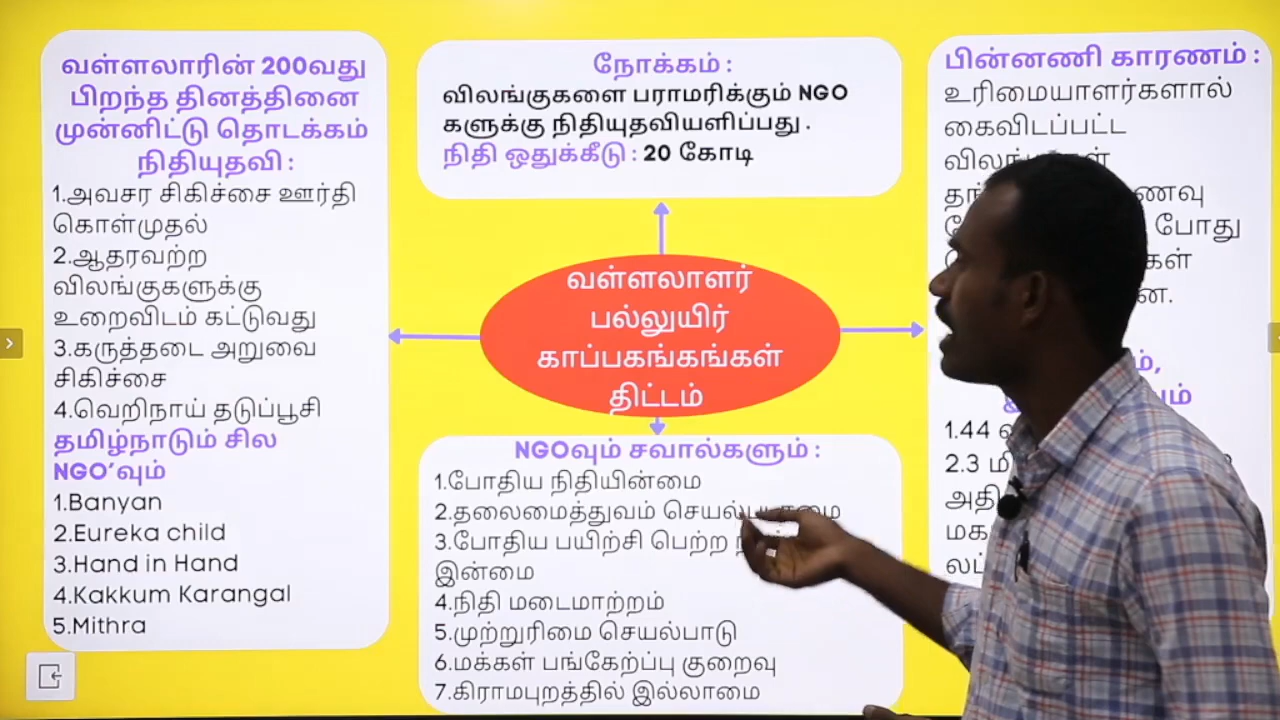 வள்ளலாரின் 200வது
பிறந்த தினத்தினை
முன்னிட்டு தொடக்கம்
நிதியுதவி :
1.அவசர சிகிச்சை ஊர்தி
கொள்முதல்
2.ஆதரவற்ற
விலங்குகளுக்கு
உறைவிடம் கட்டுவது
3.கருத்தடை அறுவை
சிகிச்சை
4.வெறிநாய் தடுப்பூசி
தமிழ்நாடும் சில
NGO'வும்
1.Banyan
2.Eureka child
3.Hand in Hand
4.Kakkum Karangal
5.Mithra
நோக்கம் :
விலங்குகளை பராமரிக்கும் NGO
களுக்கு நிதியுதவியளிப்பது .
நிதி ஒதுக்கீடு : 20 கோடி
வள்ளலாளர்
பல்லுயிர்
காப்பகங்கங்கள்
திட்டம்
NGOவும் சவால்களும் :
1.போதிய நிதியின்மை
2.தலைமைத்துவம்
3.போதிய பயிற்சி பெற்ற
இன்மை
4.நிதி மடைமாற்றம்
5.முற்றுரிமை செயல்பாடு
6.மக்கள் பங்கேற்பு குறைவு
7.கிராமபுறத்தில் இல்லாமை
பின்னணி காரணம் :
உரிமையாளர்களால்
கைவிடப்பட்ட
போது
1.44
2.3